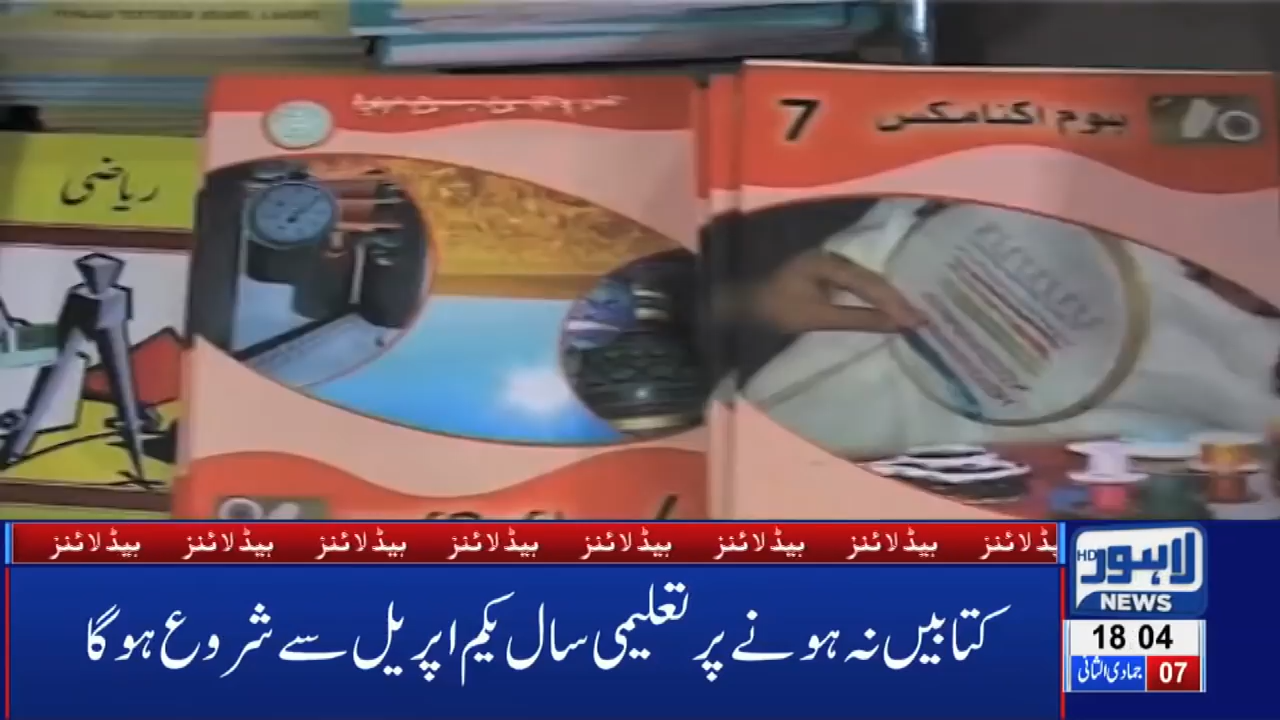 ریاضی
7
ہوم اکنامکس
ہیڈلائنز ہیڈلائنز ہیڈلائنز ہیڈلائنز ہیڈلائنز ہیڈلائنز ہیڈلائنز
کتابیں نہ ہونے پر تعلیمی سال یکم اپریل سے شروع ہوگا
لاہور HD
NEWS
18 04
جمادی الثانی 07